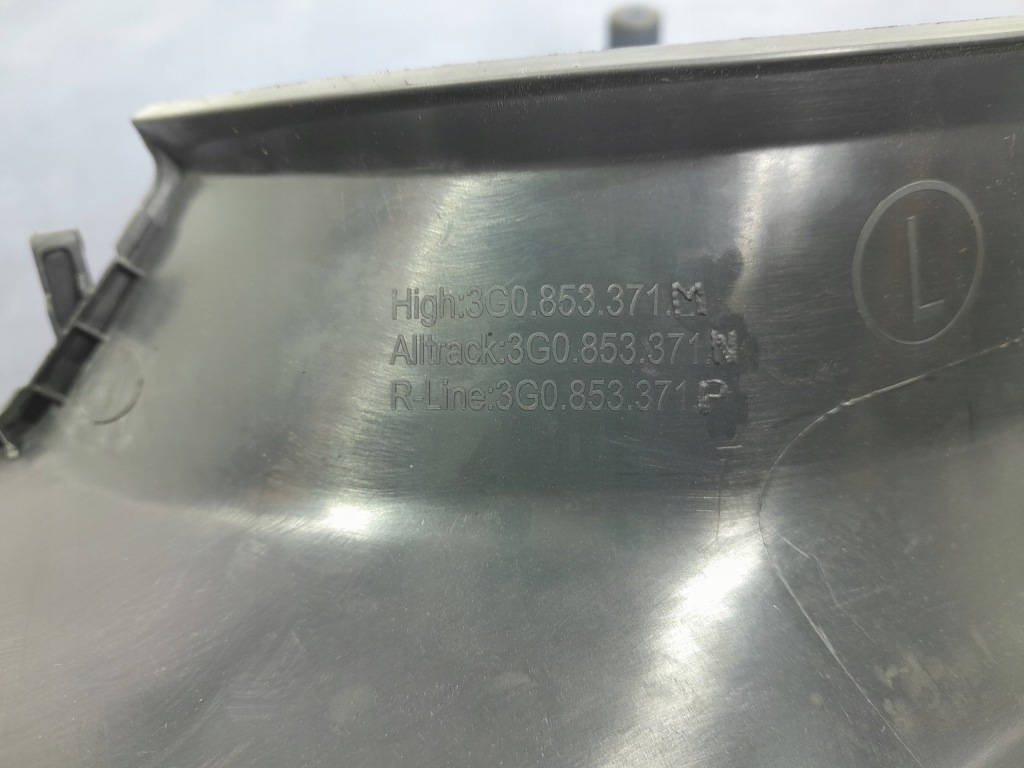 High:3G0.853.371.M
Alltrack:3G0.853.371.
R-Line:3G0.853.371.P
L